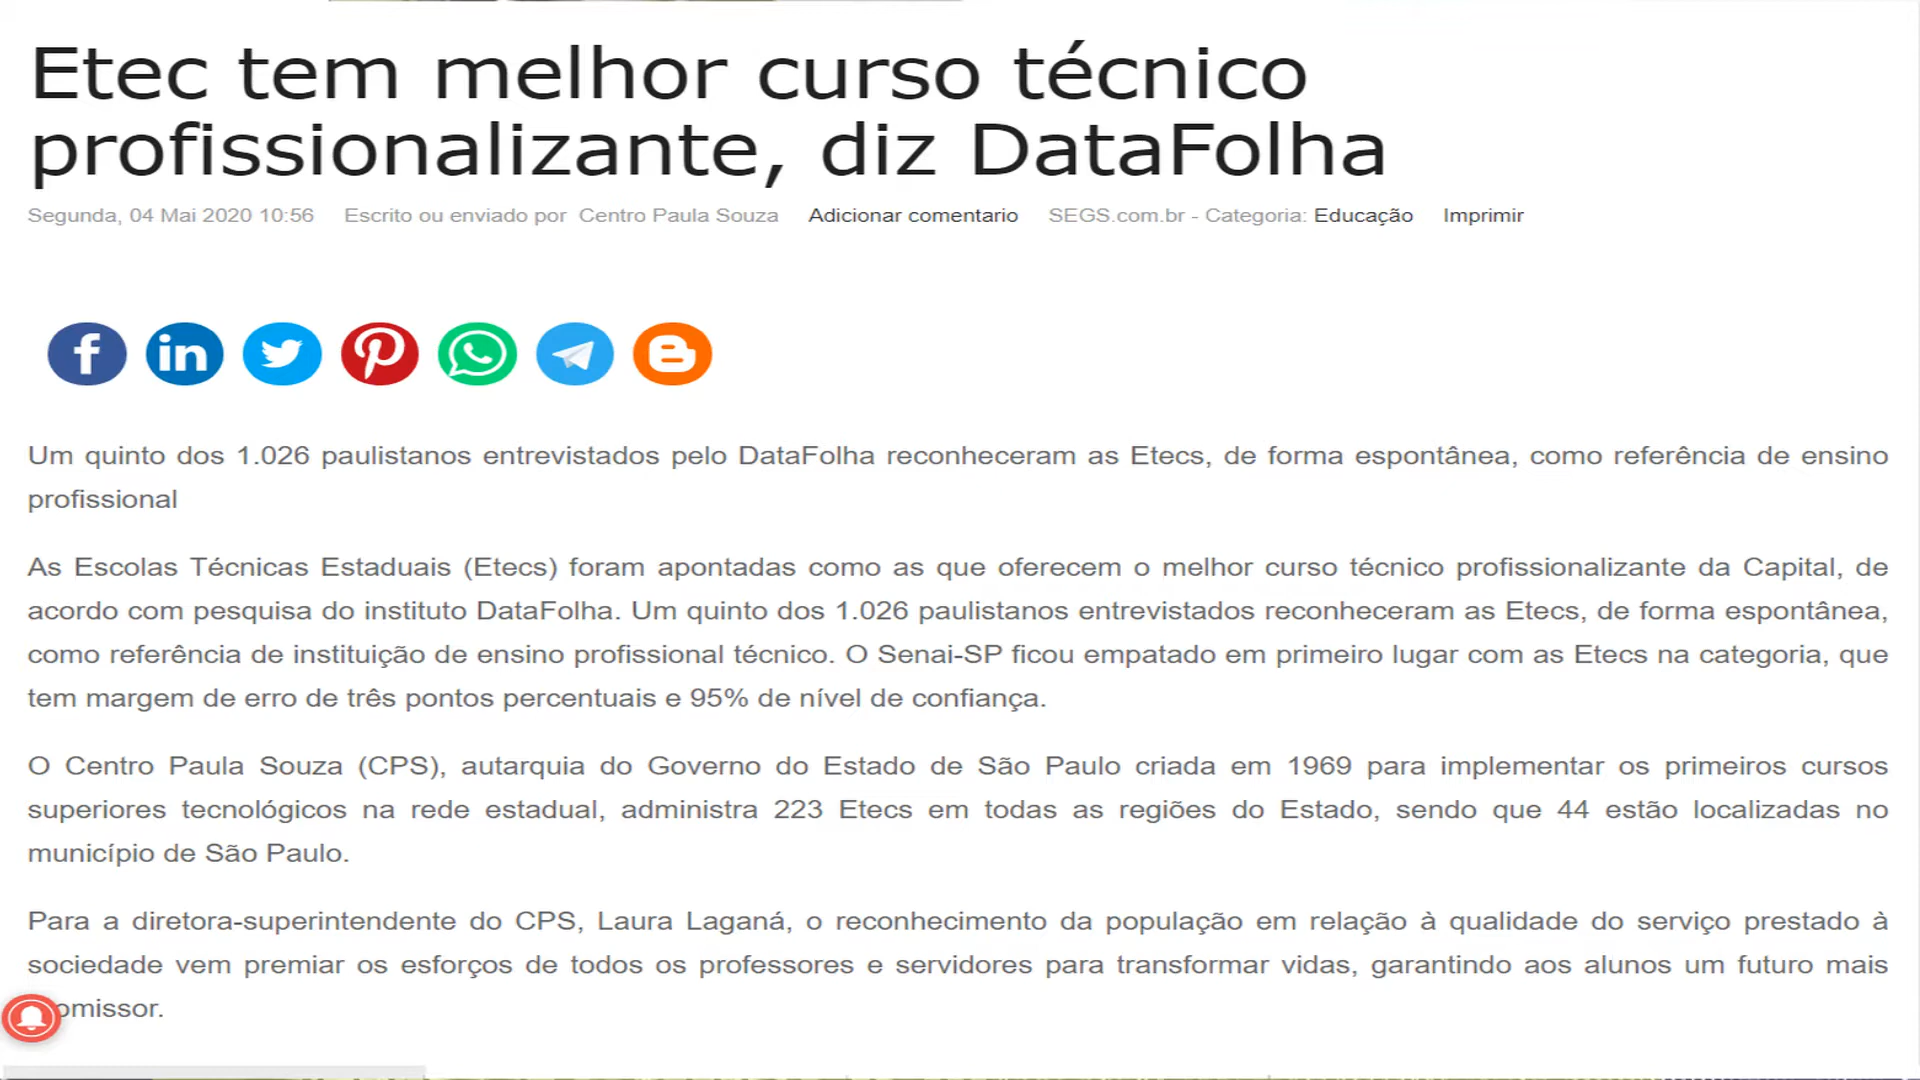 Etec tem melhor curso técnico
profissionalizante, diz DataFolha
Segunda, 04 Mai 2020 10:56 Escrito ou enviado por Centro Paula Souza Adicionar comentario SEGS.com.br - Categoria: Educação Imprimir
Um quinto dos 1.026 paulistanos entrevistados pelo DataFolha reconheceram as Etecs, de forma espontânea, como referência de ensino
profissional
As Escolas Técnicas Estaduais (Etecs) foram apontadas como as que oferecem o melhor curso técnico profissionalizante da Capital, de
acordo com pesquisa do instituto DataFolha. Um quinto dos 1.026 paulistanos entrevistados reconheceram as Etecs, de forma espontânea,
como referência de instituição de ensino profissional técnico. O Senai-SP ficou empatado em primeiro lugar com as Etecs na categoria, que
tem margem de erro de três pontos percentuais e 95% de nível de confiança.
O Centro Paula Souza (CPS), autarquia do Governo do Estado de São Paulo criada em 1969 para implementar os primeiros cursos
superiores tecnológicos na rede estadual, administra 223 Etecs em todas as regiões do Estado, sendo que 44 estão localizadas no
município de São Paulo.
Para a diretora-superintendente do CPS, Laura Laganá, o reconhecimento da população em relação à qualidade do serviço prestado à
sociedade vem premiar os esforços de todos os professores e servidores para transformar vidas, garantindo aos alunos um futuro mais
omissor.